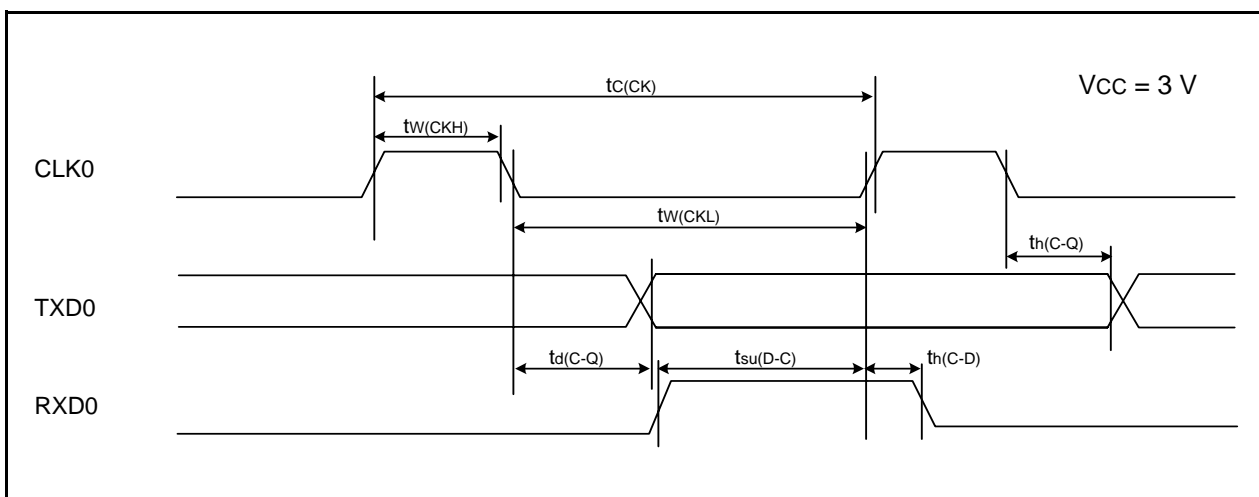 tC(CK)
VCC = 3 V
tW(CKH)
CLK0
tW(CKL)
th(C-Q)
TXD0
td(C-Q)
tsu(D-C)
th(C-D)
RXD0